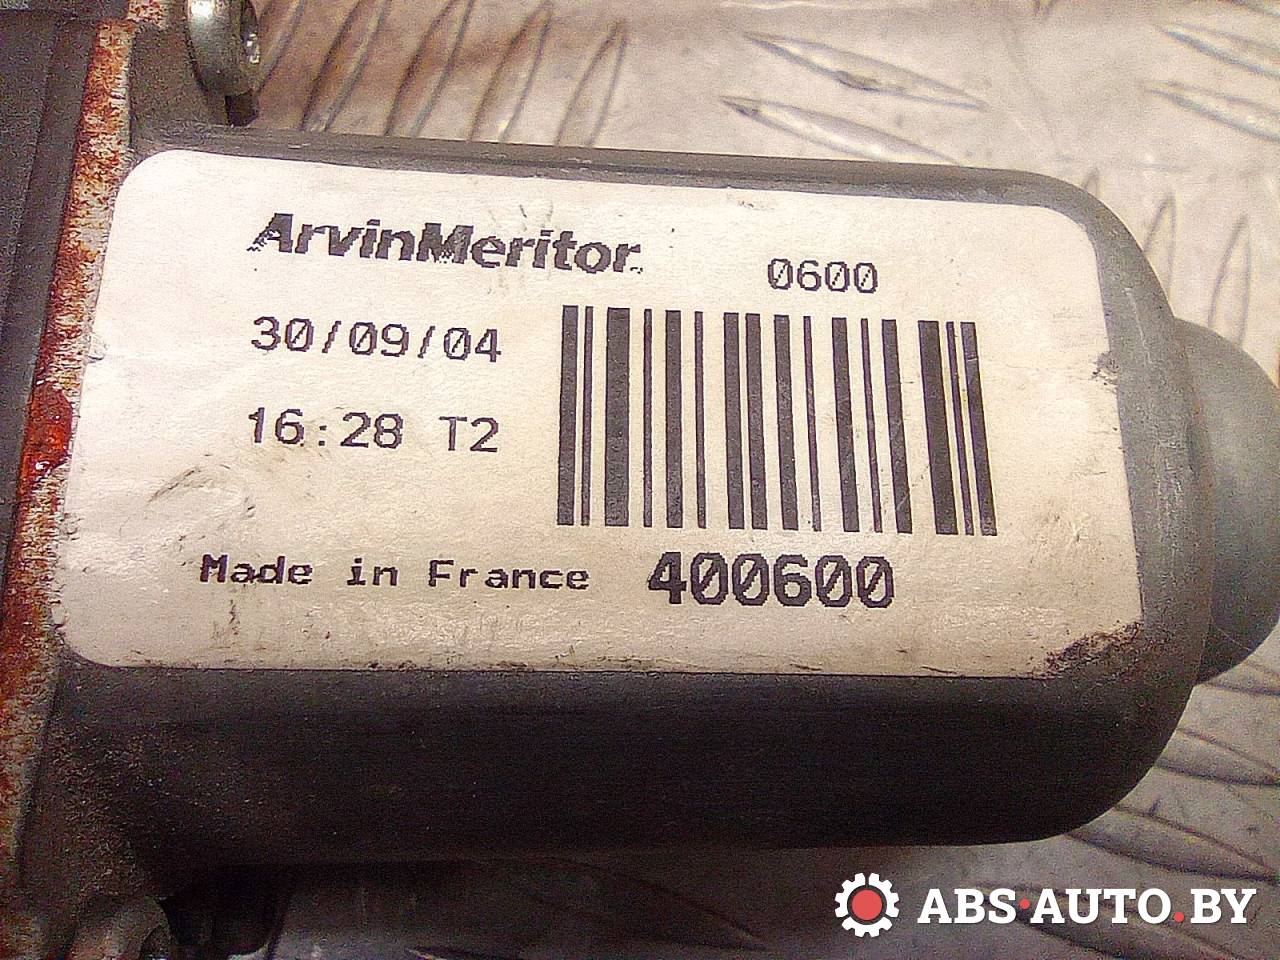 ArvinMeritor
0600
30/09/04
16:28 T2
Made in France 400600
ABS·AUTO.BY